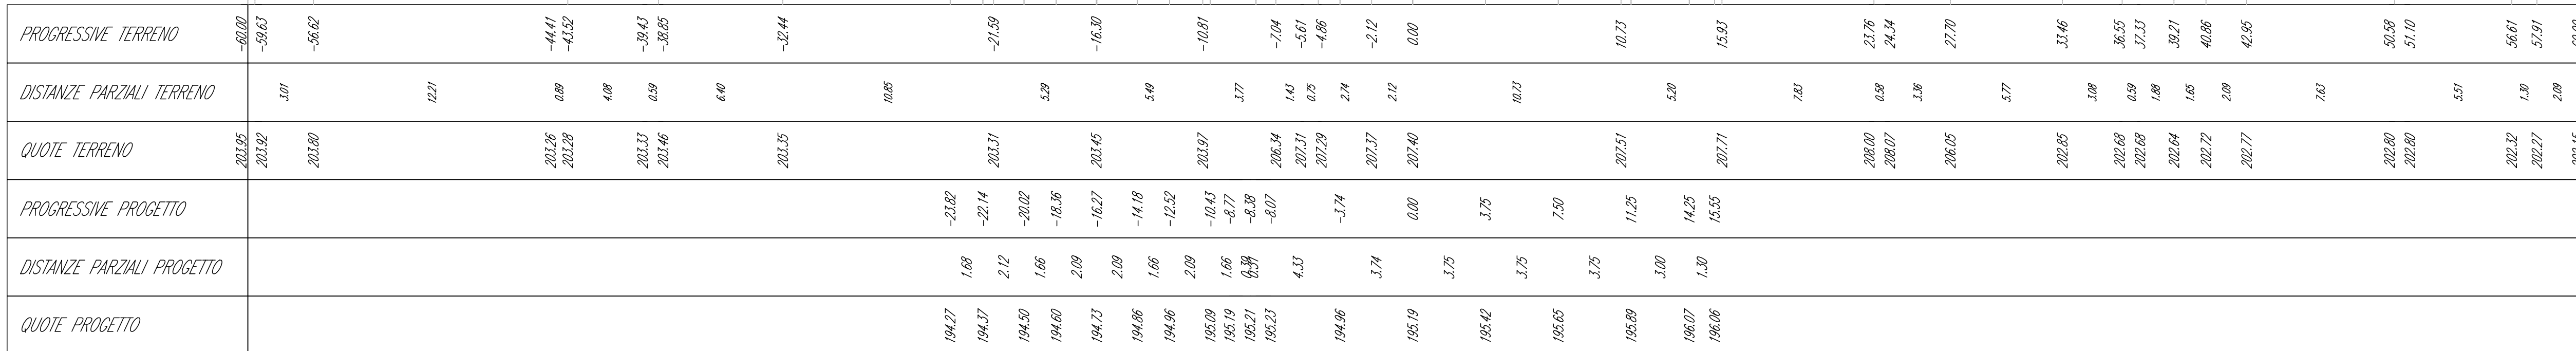 PROGRESSIVE TERRENO -60.00 -59.63 -56.62 -44.41 -43.52 -39.43 -38.85 -32.44 -21.59 -16.30 -10.81 -7.04 -5.61 -4.86 -2.12 0.00 10.73 15.93 23.76 24.34 27.70 33.46 36.55 37.33 39.21 40.86 42.95 50.58 51.10 56.61 57.91
DISTANZE PARZIALI TERRENO 3.01 12.21 0.89 4.08 0.59 6.40 10.85 5.29 5.49 3.77 1.43 0.75 2.74 2.12 10.73 5.20 7.83 0.58 3.36 5.77 3.08 0.59 1.88 1.65 2.09 7.63 5.51 1.30 2.09
QUOTE TERRENO 203.95 203.92 203.80 203.26 203.28 203.33 203.46 203.35 203.31 203.45 203.97 206.34 207.31 207.29 207.37 207.40 207.51 207.71 208.00 208.07 206.05 202.85 202.68 202.68 202.64 202.72 202.77 202.80 202.80 202.32 202.27
PROGRESSIVE PROGETTO -23.82 -22.14 -20.02 -18.36 -16.27 -14.18 -12.52 -10.43 -8.77 -8.38 -8.07 -3.74 0.00 3.75 7.50 11.25 14.25 15.55
DISTANZE PARZIALI PROGETTO 1.68 2.12 1.66 2.09 2.09 1.66 2.09 1.66 4.33 3.74 3.75 3.75 3.75 3.00 1.30
QUOTE PROGETTO 194.27 194.37 194.50 194.60 194.73 194.86 194.96 195.09 195.19 195.21 195.23 194.96 195.19 195.42 195.65 195.89 196.07 196.06